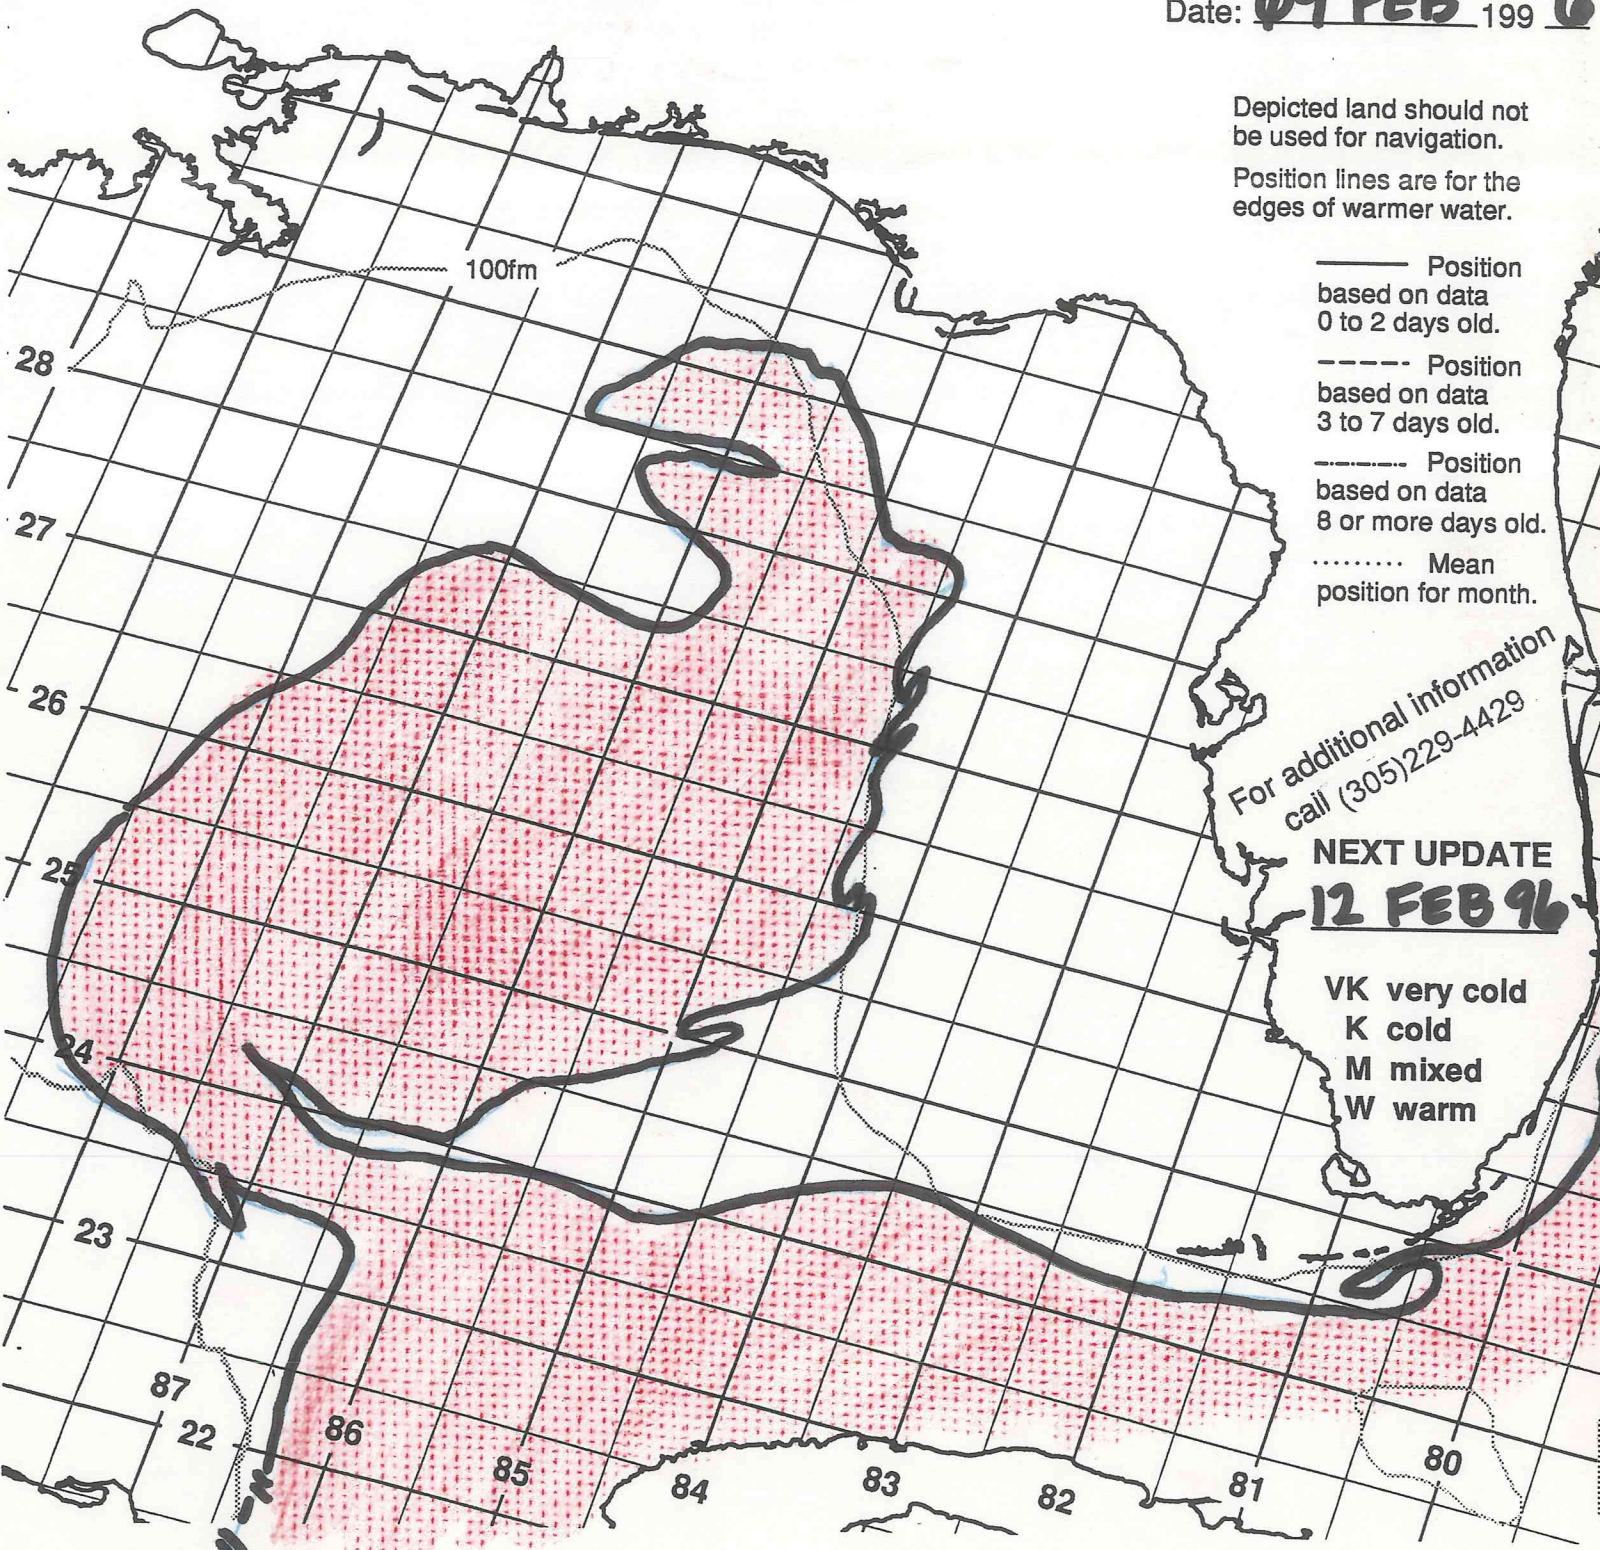 Date: 09 FEB 199 6
Depicted land should not
be used for navigation.
Position lines are for the
edges of warmer water.
Position
based on data
0 to 2 days old.
Position
based on data
3 to 7 days old.
Position
based on data
8 or more days old.
Mean
position for month.
For additional information
call (305)229-4429
NEXT UPDATE
12 FEB 96
VK very cold
K cold
M mixed
W warm
100fm
28
27
26
25
24
23
22
87
86
85
84
83
82
81
80